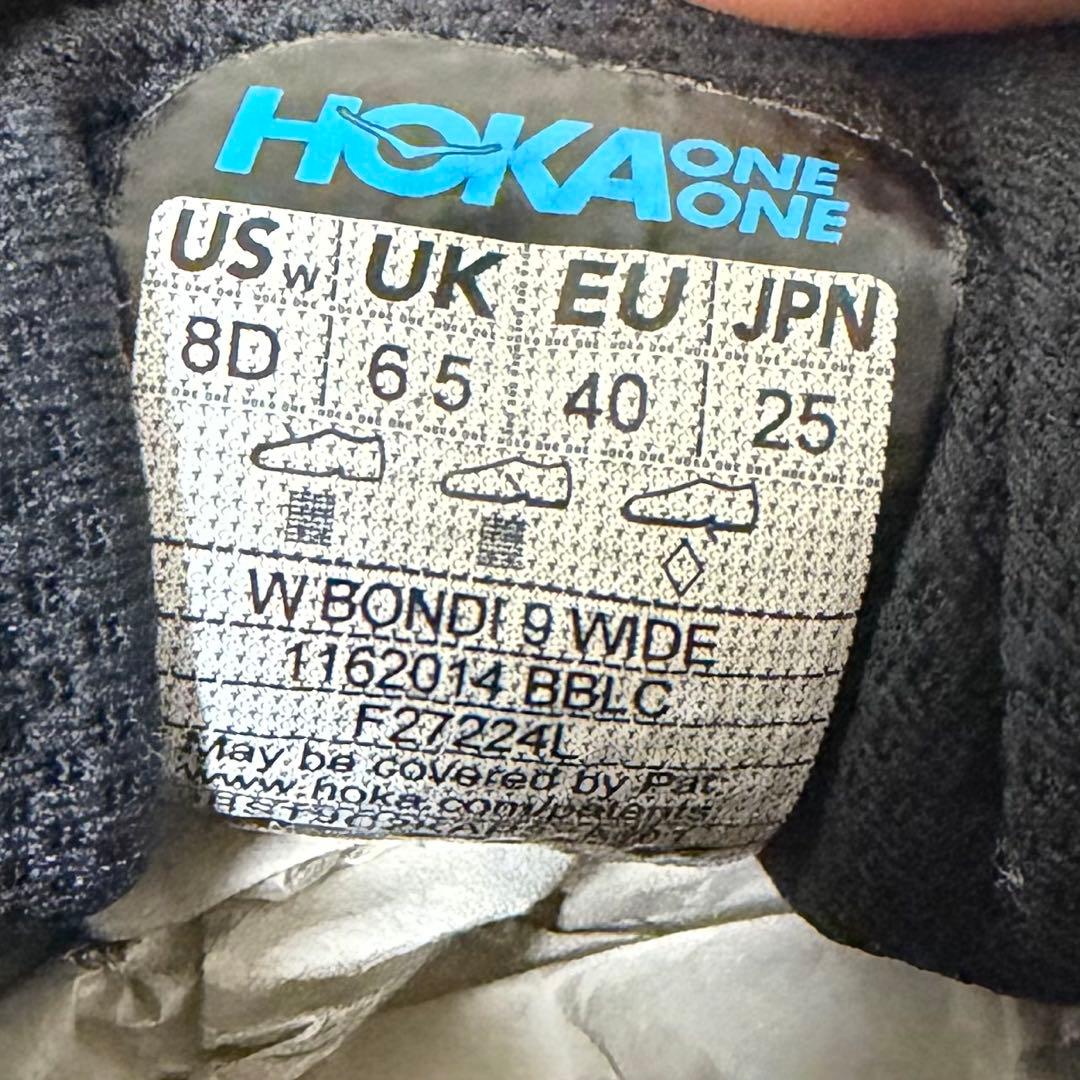 HOKA ONE ONE
US W UK EU JPN
8D 6 5 40 25
W BONDI 9 WIDE
1162014 BBLC
F27224L
May be covered by Pat.
www.hoka.com/patents